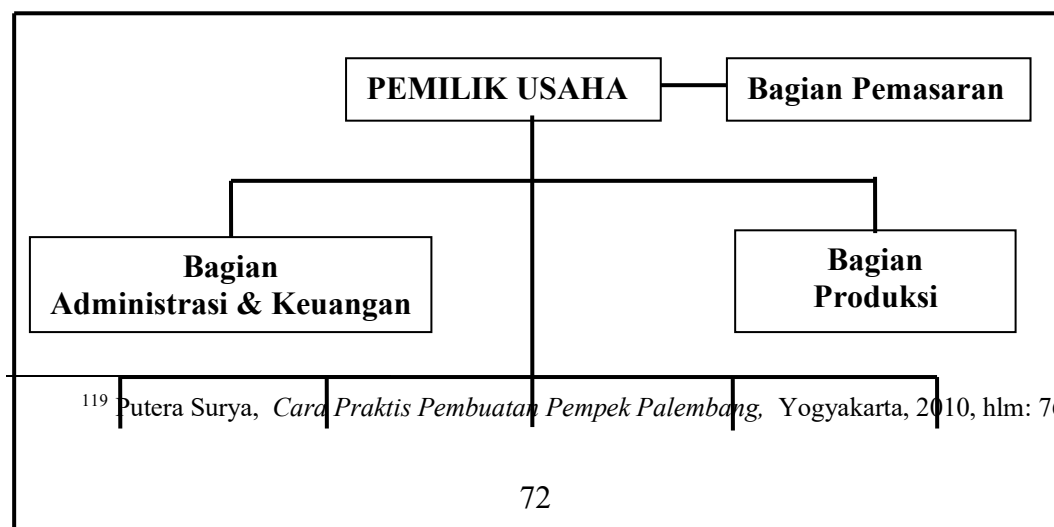 PEMILIK USAHA
Bagian Pemasaran
Bagian
Administrasi & Keuangan
Bagian
Produksi
119 Putera Surya, Cara Praktis Pembuatan Pempek Palembang, Yogyakarta, 2010, hlm:
72